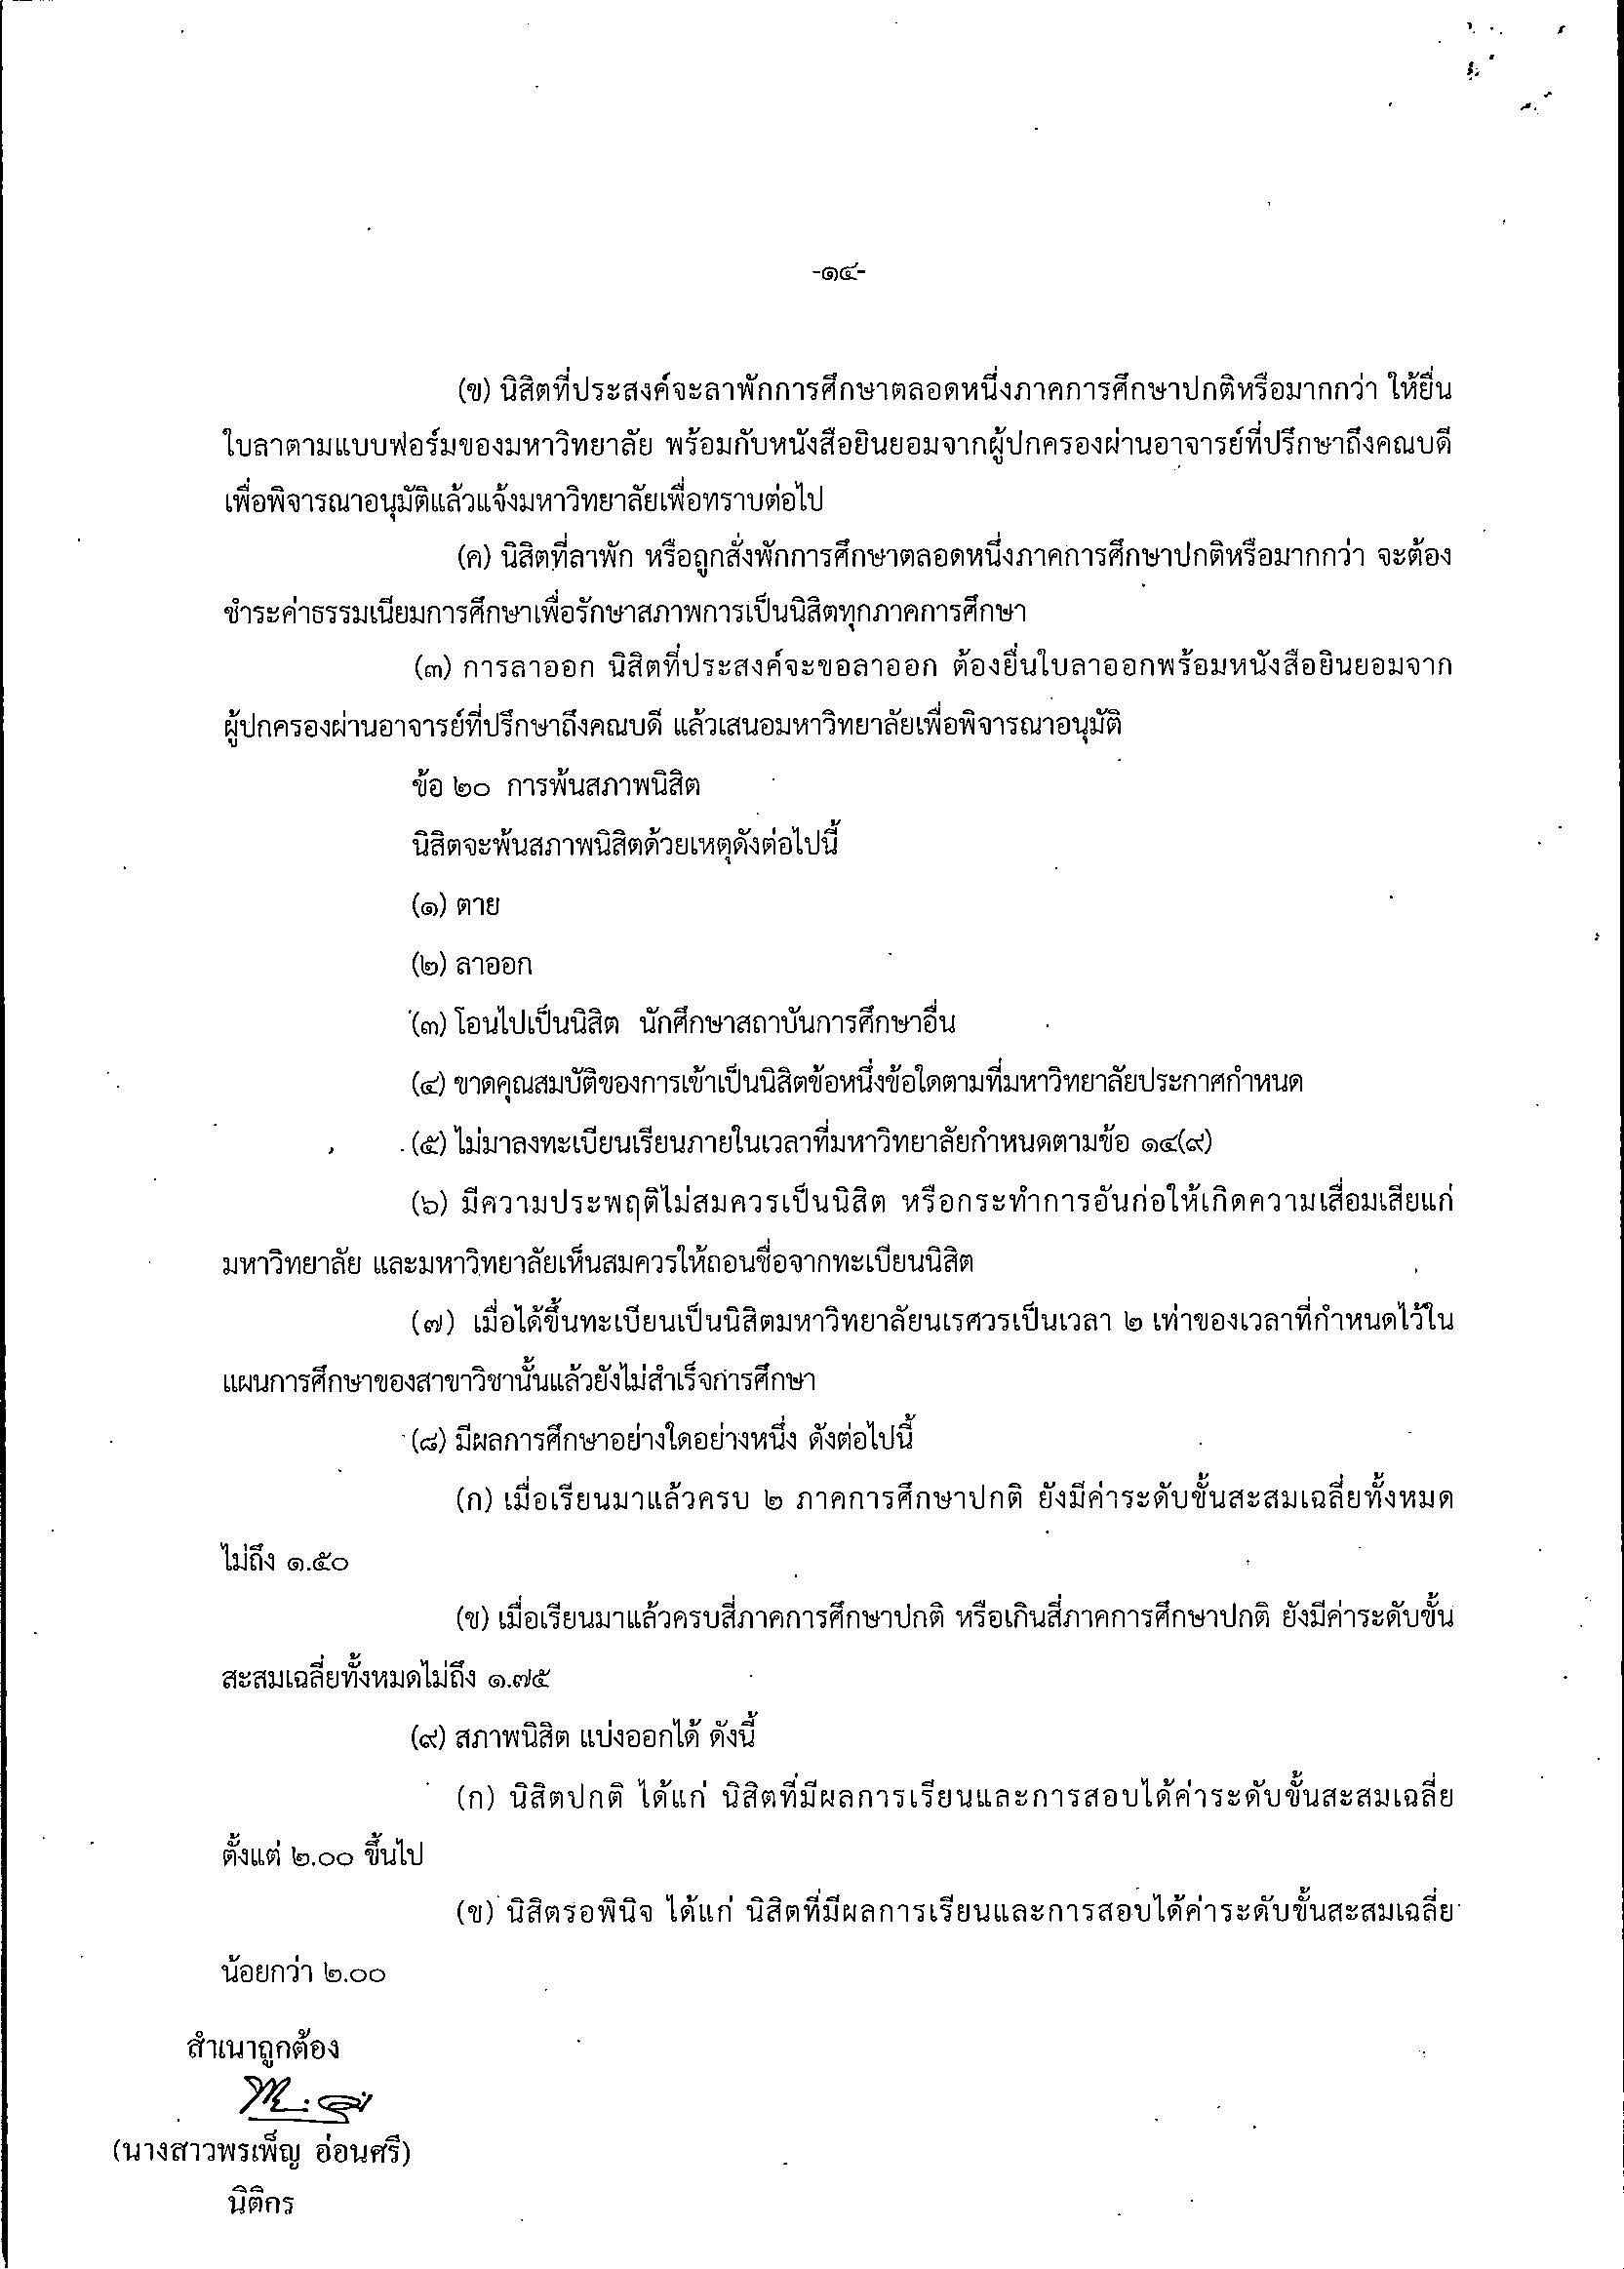 -๑๔-
(ข) นิสิตที่ประสงค์จะลาพักการศึกษาตลอดหนึ่งภาคการศึกษาปกติหรือมากกว่า ให้ยื่น
ใบลาตามแบบฟอร์มของมหาวิทยาลัย พร้อมกับหนังสือยินยอมจากผู้ปกครองผ่านอาจารย์ที่ปรึกษาถึงคณบดี
เพื่อพิจารณาอนุมัติแล้วแจ้งมหาวิทยาลัยเพื่อทราบต่อไป
(ค) นิสิตที่ลาพัก หรือถูกสั่งพักการศึกษาตลอดหนึ่งภาคการศึกษาปกติหรือมากกว่า จะต้อง
ชำระค่าธรรมเนียมการศึกษาเพื่อรักษาสภาพการเป็นนิสิตทุกภาคการศึกษา
(๓) การลาออก นิสิตที่ประสงค์จะขอลาออก ต้องยื่นใบลาออกพร้อมหนังสือยินยอมจาก
ผู้ปกครองผ่านอาจารย์ที่ปรึกษาถึงคณบดี แล้วเสนอมหาวิทยาลัยเพื่อพิจารณาอนุมัติ
ข้อ ๒๐ การพ้นสภาพนิสิต
นิสิตจะพ้นสภาพนิสิตด้วยเหตุดังต่อไปนี้
(๑) ตาย
(๒) ลาออก
(๓) โอนไปเป็นนิสิต นักศึกษาสถาบันการศึกษาอื่น
(๔) ขาดคุณสมบัติของการเข้าเป็นนิสิตข้อหนึ่งข้อใดตามที่มหาวิทยาลัยประกาศกำหนด
(๕) ไม่มาลงทะเบียนเรียนภายในเวลาที่มหาวิทยาลัยกำหนดตามข้อ ๑๔(๙)
(๖) มีความประพฤติไม่สมควรเป็นนิสิต หรือกระทำการอันก่อให้เกิดความเสื่อมเสียแก่
มหาวิทยาลัย และมหาวิทยาลัยเห็นสมควรให้ถอนชื่อจากทะเบียนนิสิต
(๗) เมื่อได้ขึ้นทะเบียนเป็นนิสิตมหาวิทยาลัยนเรศวรเป็นเวลา ๒ เท่าของเวลาที่กำหนดไว้ใน
แผนการศึกษาของสาขาวิชานั้นแล้วยังไม่สำเร็จการศึกษา
(๘) มีผลการศึกษาอย่างใดอย่างหนึ่ง ดังต่อไปนี้
(ก) เมื่อเรียนมาแล้วครบ ๒ ภาคการศึกษาปกติ ยังมีค่าระดับขั้นสะสมเฉลี่ยทั้งหมด
ไม่ถึง ๑.๕๐
(ข) เมื่อเรียนมาแล้วครบสี่ภาคการศึกษาปกติ หรือเกินสี่ภาคการศึกษาปกติ ยังมีค่าระดับขั้น
สะสมเฉลี่ยทั้งหมดไม่ถึง ๑.๗๕
(๙) สภาพนิสิต แบ่งออกได้ ดังนี้
(ก) นิสิตปกติ ได้แก่ นิสิตที่มีผลการเรียนและการสอบได้ค่าระดับขั้นสะสมเฉลี่ย
ตั้งแต่ ๒.๐๐ ขึ้นไป
(ข) นิสิตรอพินิจ ได้แก่ นิสิตที่มีผลการเรียนและการสอบได้ค่าระดับขั้นสะสมเฉลี่ย
น้อยกว่า ๒.๐๐
สำเนาถูกต้อง
(นางสาวพรเพ็ญ อ่อนศรี)
นิติกร